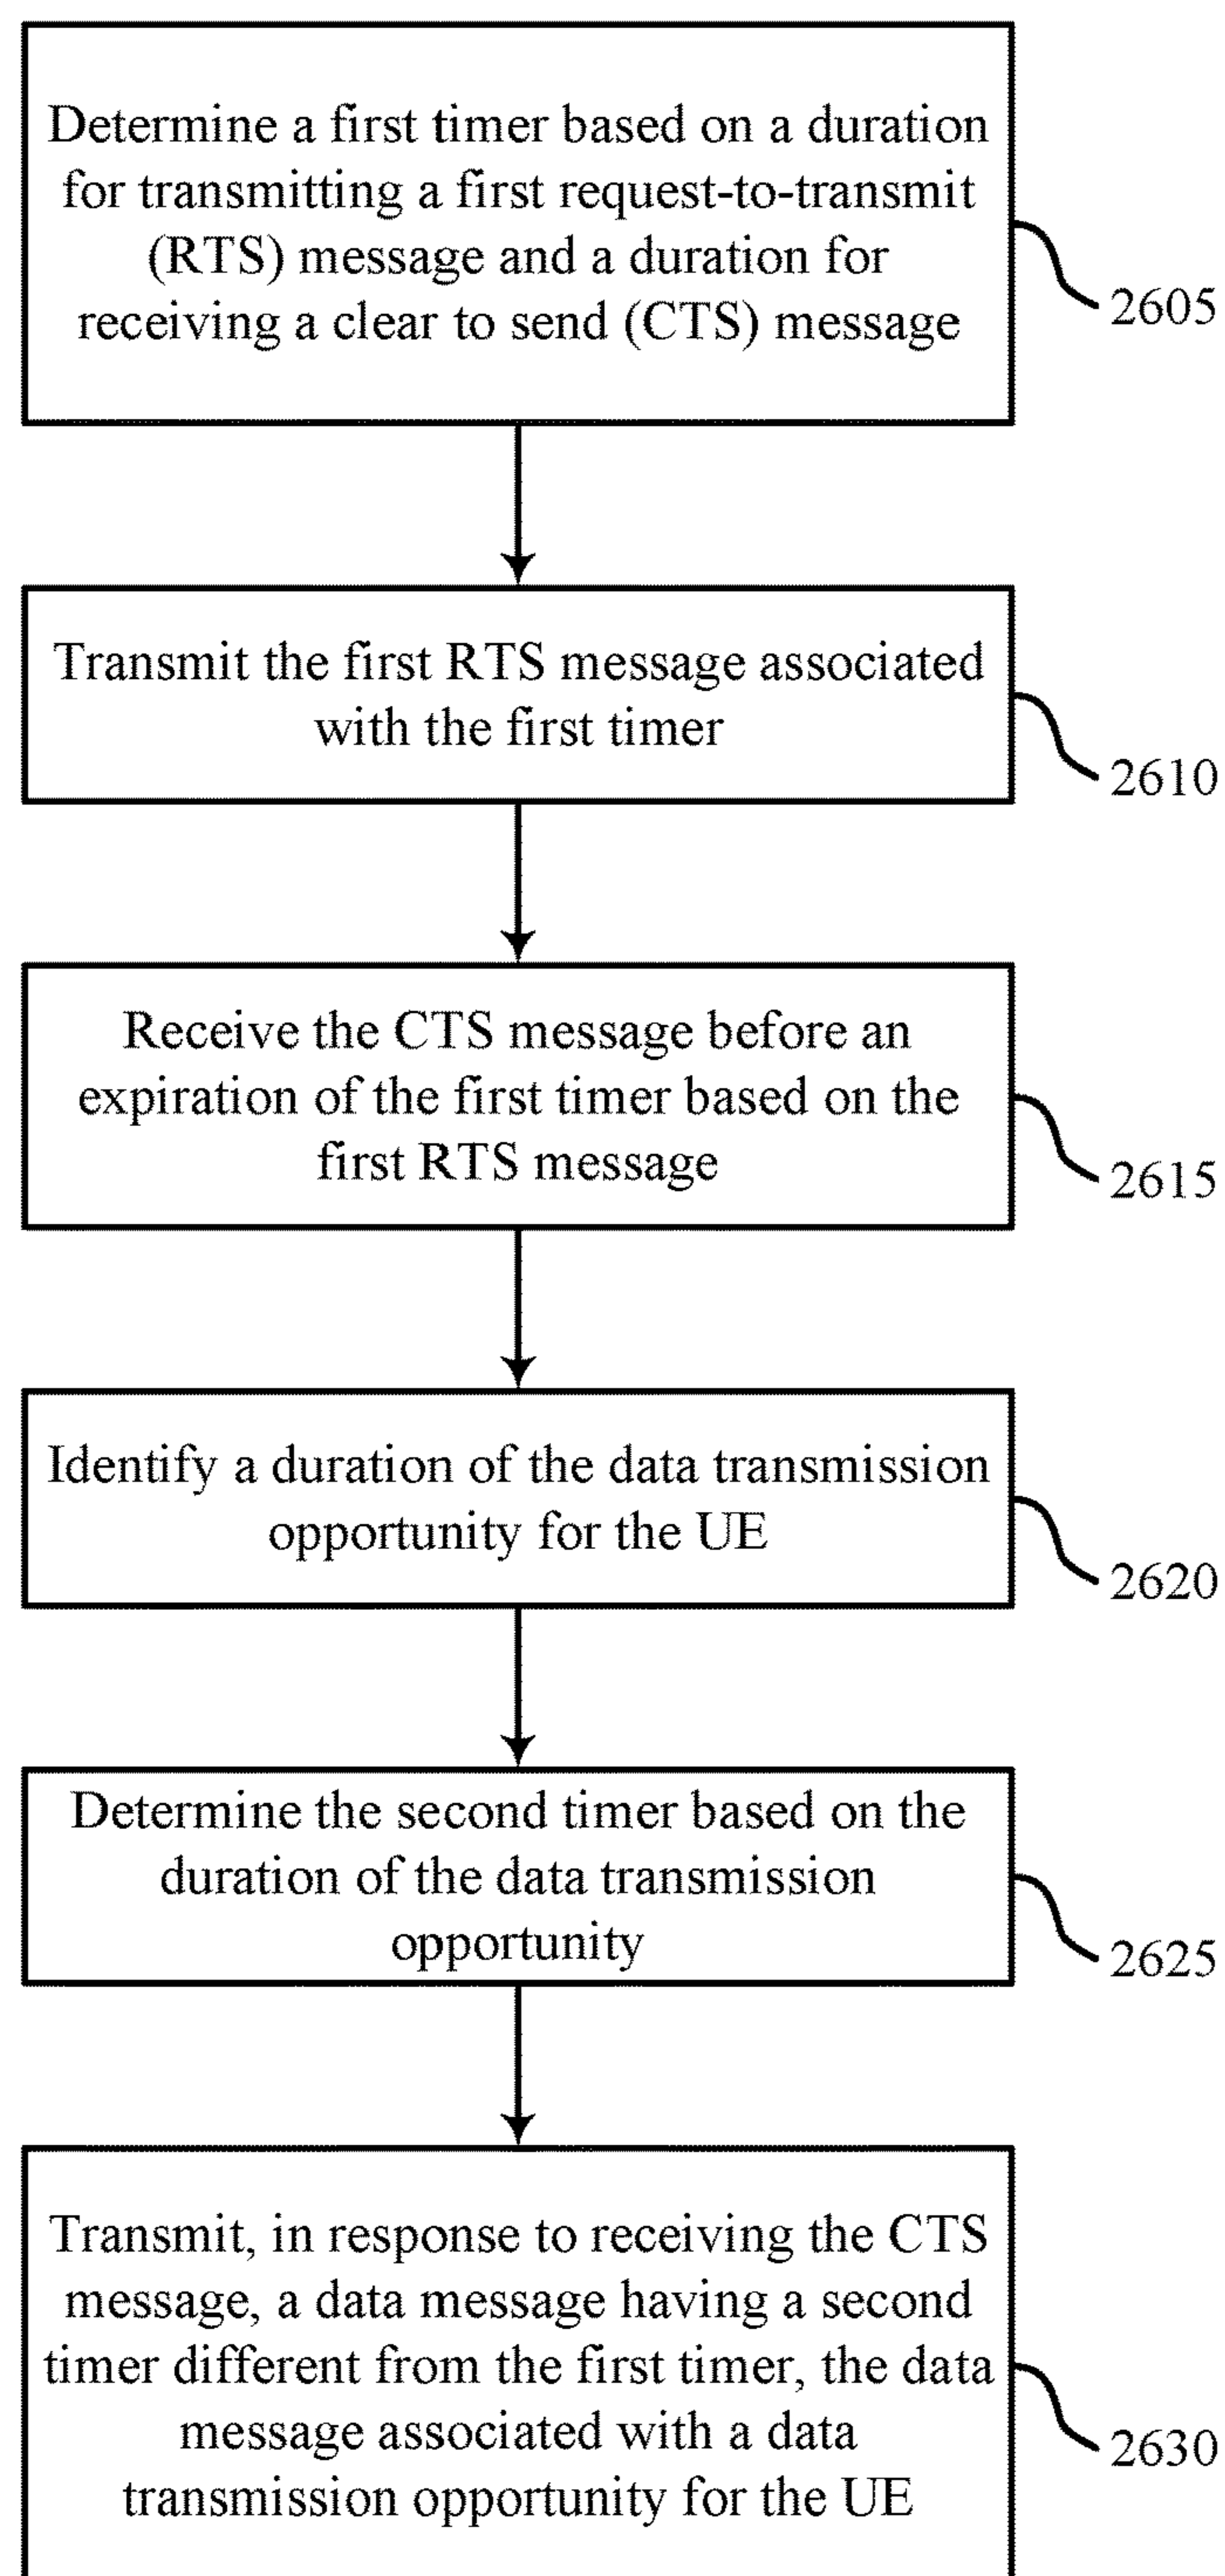 Determine a first timer based on a duration
for transmitting a first request-to-transmit
(RTS) message and a duration for
receiving a clear to send (CTS) message
2605
Transmit the first RTS message associated
with the first timer
2610
Receive the CTS message before an
expiration of the first timer based on the
first RTS message
2615
Identify a duration of the data transmission
opportunity for the UE
2620
Determine the second timer based on the
duration of the data transmission
opportunity
2625
Transmit, in response to receiving the CTS
message, a data message having a second
timer different from the first timer, the data
message associated with a data
transmission opportunity for the UE
2630